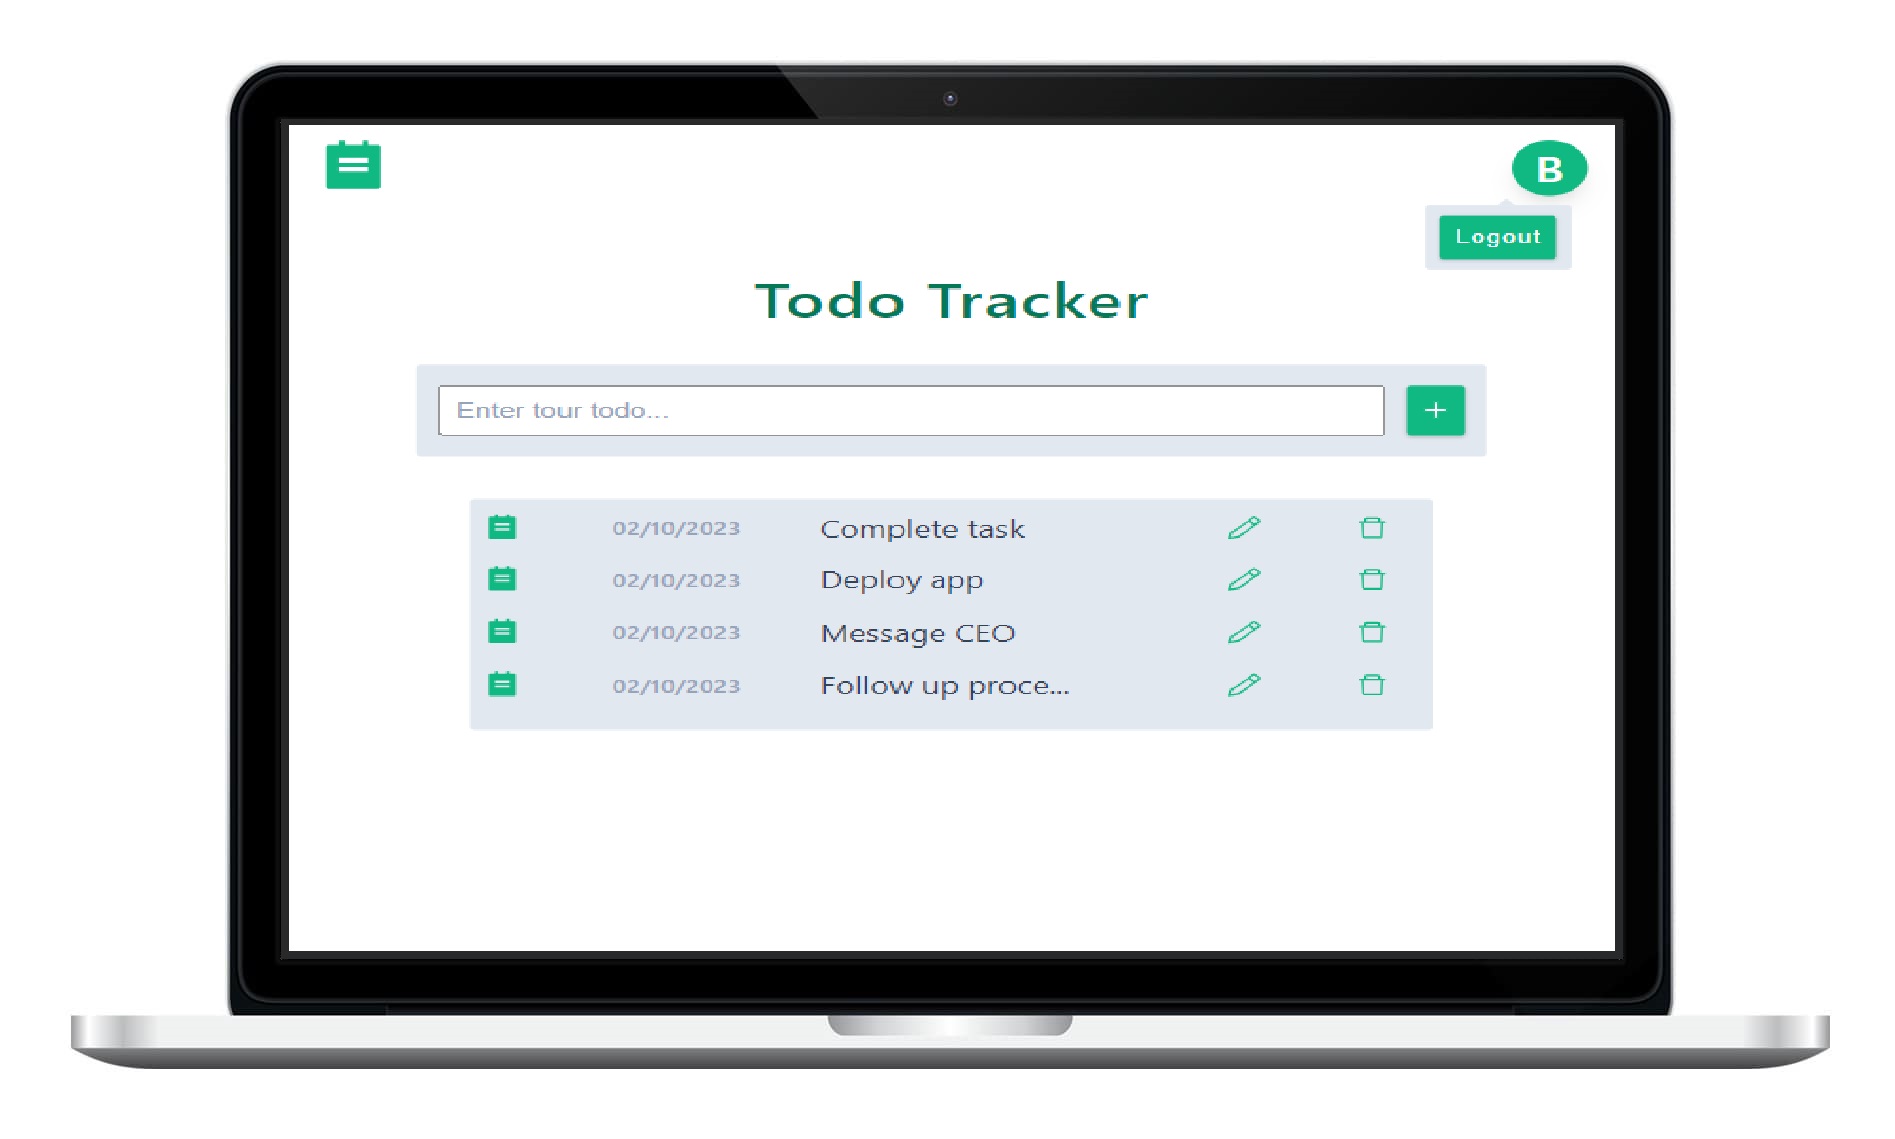 B
Logout
Todo Tracker
Enter tour todo...
+
02/10/2023 Complete task
02/10/2023 Deploy app
02/10/2023 Message CEO
02/10/2023 Follow up proce...